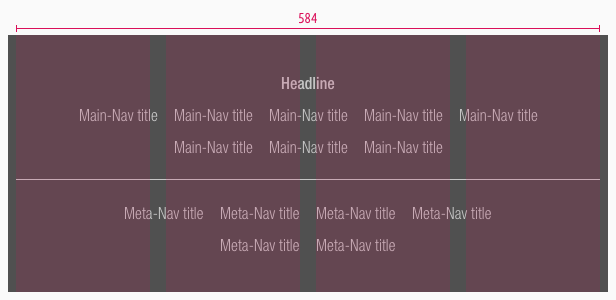 584
Headline
Main-Nav title Main-Nav title Main-Nav title Main-Nav title Main-Nav title
Main-Nav title Main-Nav title Main-Nav title
Meta-Nav title Meta-Nav title Meta-Nav title Meta-Nav title
Meta-Nav title Meta-Nav title